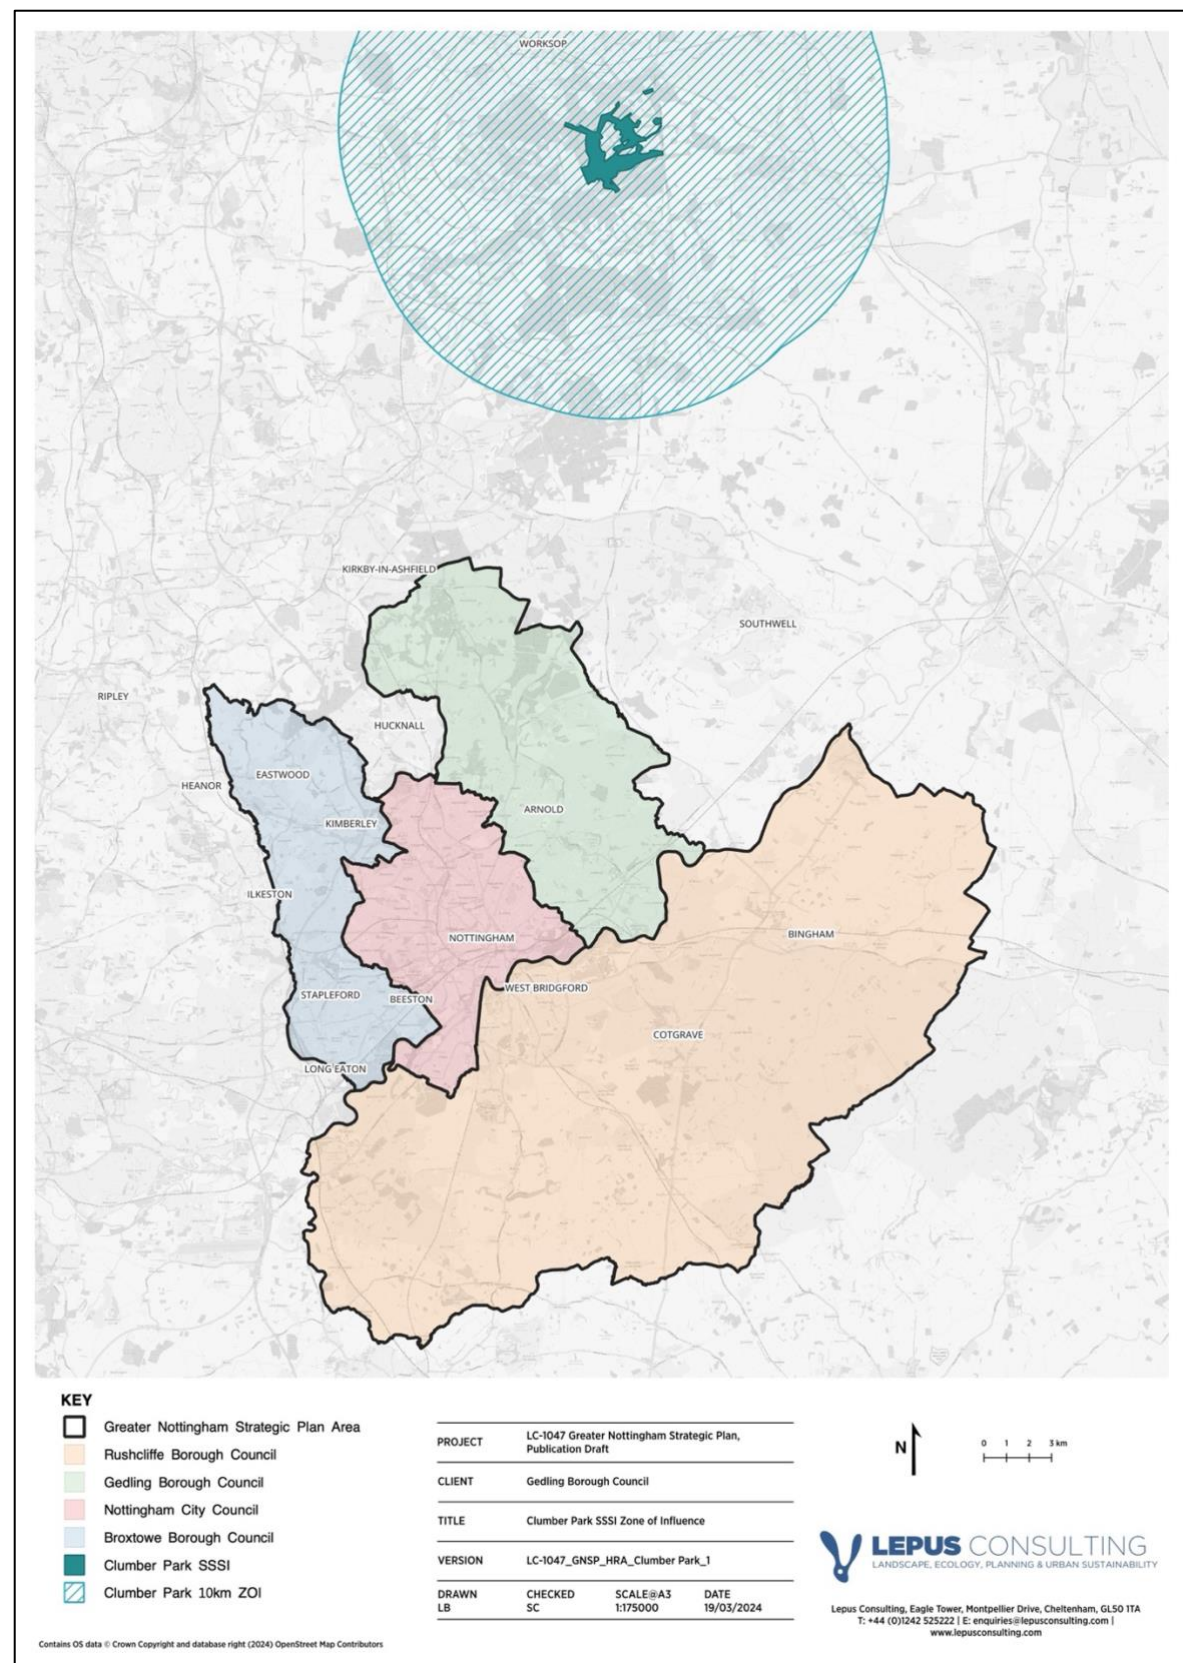 WORKSOP
KIRKBY-IN-ASHFIELD
SOUTHWELL
RIPLEY
HUCKNALL
EASTWOOD
HEANOR
ARNOLD
KIMBERLEY
ILKESTON
NOTTINGHAM
BINGHAM
WEST BRIDGFORD
STAPLEFORD
BEESTON
COTGRAVE
LONG EATON
KEY
Greater Nottingham Strategic Plan Area
Rushcliffe Borough Council
Gedling Borough Council
Nottingham City Council
Broxtowe Borough Council
Clumber Park SSSI
Clumber Park 10km ZOI
PROJECT LC-1047 Greater Nottingham Strategic Plan,
Publication Draft
CLIENT Gedling Borough Council
TITLE Clumber Park SSSI Zone of Influence
VERSION LC-1047_GNSP_HRA_Clumber Park_1
DRAWN CHECKED SCALE@A3 DATE
LB SC 1:175000 19/03/2024
N
0 1 2 3 km
LEPUS CONSULTING
LANDSCAPE, ECOLOGY, PLANNING & URBAN SUSTAINABILITY
Lepus Consulting, Eagle Tower, Montpellier Drive, Cheltenham, GL50 1TA
T: +44 (0)1242 525222 | E: enquiries@lepusconsulting.com |
www.lepusconsulting.com
Contains OS data © Crown Copyright and database right (2024) OpenStreet Map Contributors